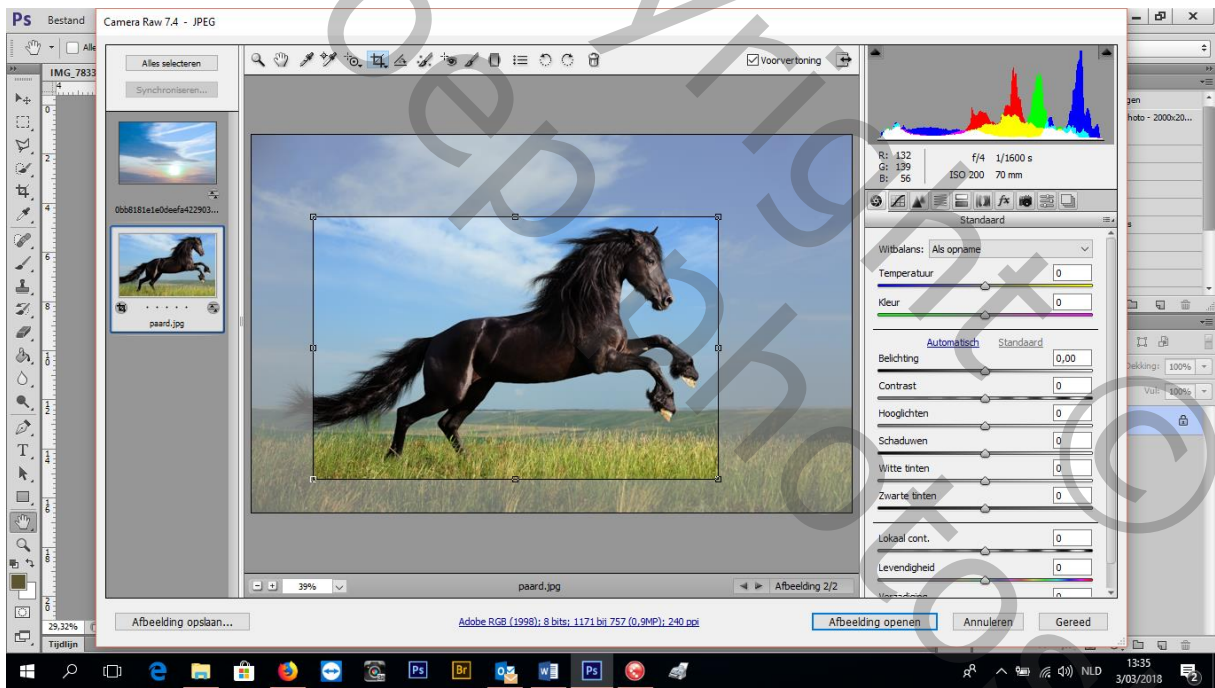 Ps Bestand
Camera Raw 7.4 - JPEG
Alle
IMG_7833
Alles selecteren
Synchroniseren...
Voorvertoning
0bb8181e1e0deefa422903...
paard.jpg
R: 132
G: 139
B: 56
f/4 1/1600 s
ISO 200 70 mm
Standaard
Witbalans: Als opname
Temperatuur 0
Kleur 0
Automatisch Standaard
Belichting 0,00
Contrast 0
Hooglichten 0
Schaduwen 0
Witte tinten 0
Zwarte tinten 0
Lokaal cont. 0
Levendigheid 0
Verzadiging 0
gen
hoto - 2000x20...
Dekking: 100%
Vul: 100%
39% paard.jpg Afbeelding 2/2
Afbeelding opslaan...
Adobe RGB (1998); 8 bits; 1171 bij 757 (0,9MP); 240 ppi
Afbeelding openen Annuleren Gereed
29,32%
Tijdlijn
NLD
13:35
3/03/2018